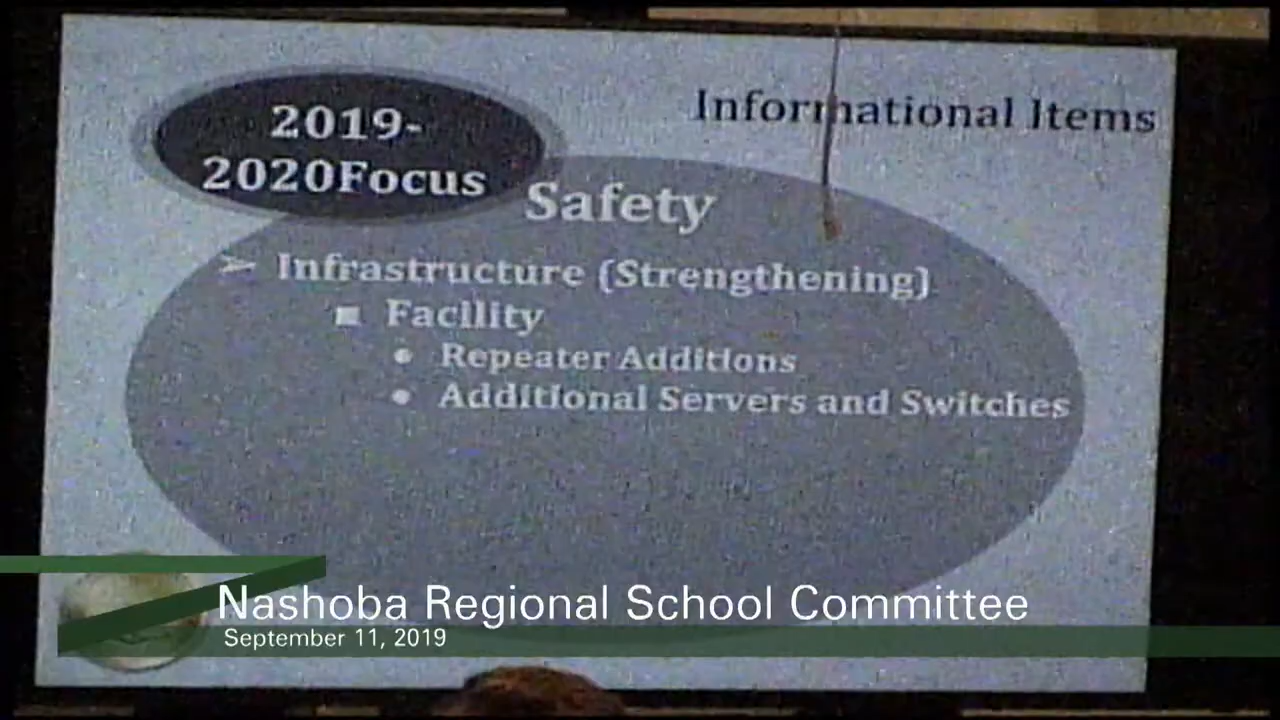 2019-
2020Focus
Informational Items
Safety
➢ Infrastructure (Strengthening)
■ Facility
• Repeater Additions
• Additional Servers and Switches
Nashoba Regional School Committee
September 11, 2019